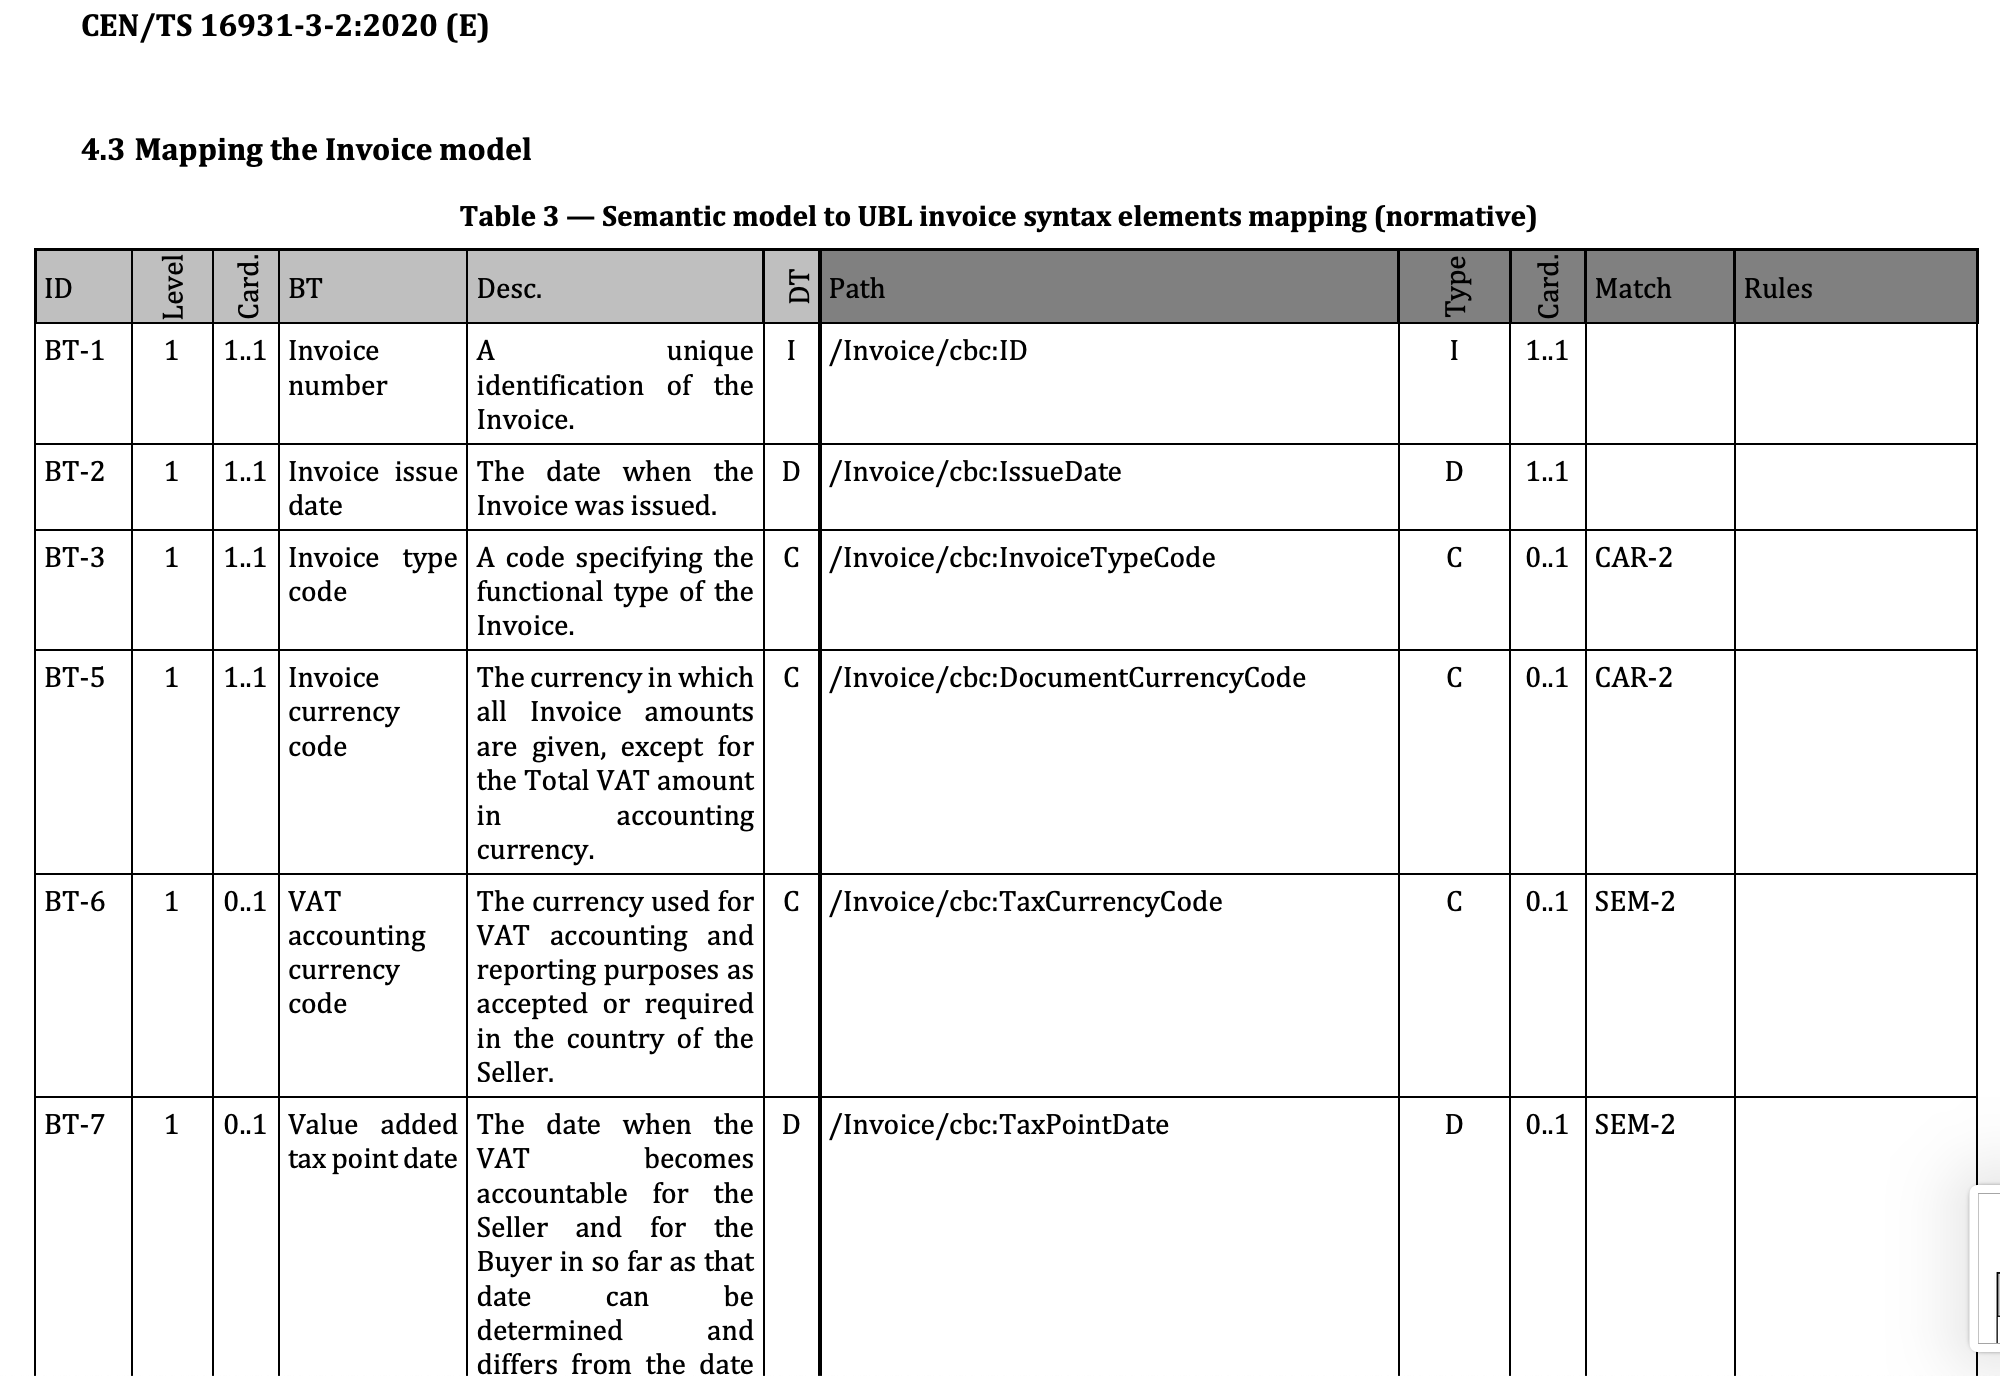 CEN/TS 16931-3-2:2020 (E)
4.3 Mapping the Invoice model
Table 3 — Semantic model to UBL invoice syntax elements mapping (normative)
ID Level Card. BT Desc. DT Path Type Card. Match Rules
BT-1 1 1..1 Invoice A unique I /Invoice/cbc:ID I 1..1
number identification of the
Invoice.
BT-2 1 1..1 Invoice issue The date when the D /Invoice/cbc:IssueDate D 1..1
date Invoice was issued.
BT-3 1 1..1 Invoice type A code specifying the C /Invoice/cbc:InvoiceTypeCode C 0..1 CAR-2
code functional type of the
Invoice.
BT-5 1 1..1 Invoice The currency in which C /Invoice/cbc:DocumentCurrencyCode C 0..1 CAR-2
currency all Invoice amounts
code are given, except for
the Total VAT amount
in accounting
currency.
BT-6 1 0..1 VAT The currency used for C /Invoice/cbc:TaxCurrencyCode C 0..1 SEM-2
accounting VAT accounting and
currency reporting purposes as
code accepted or required
in the country of the
Seller.
BT-7 1 0..1 Value added The date when the D /Invoice/cbc:TaxPointDate D 0..1 SEM-2
tax point date VAT becomes
accountable for the
Seller and for the
Buyer in so far as that
date can be
determined and
differs from the date